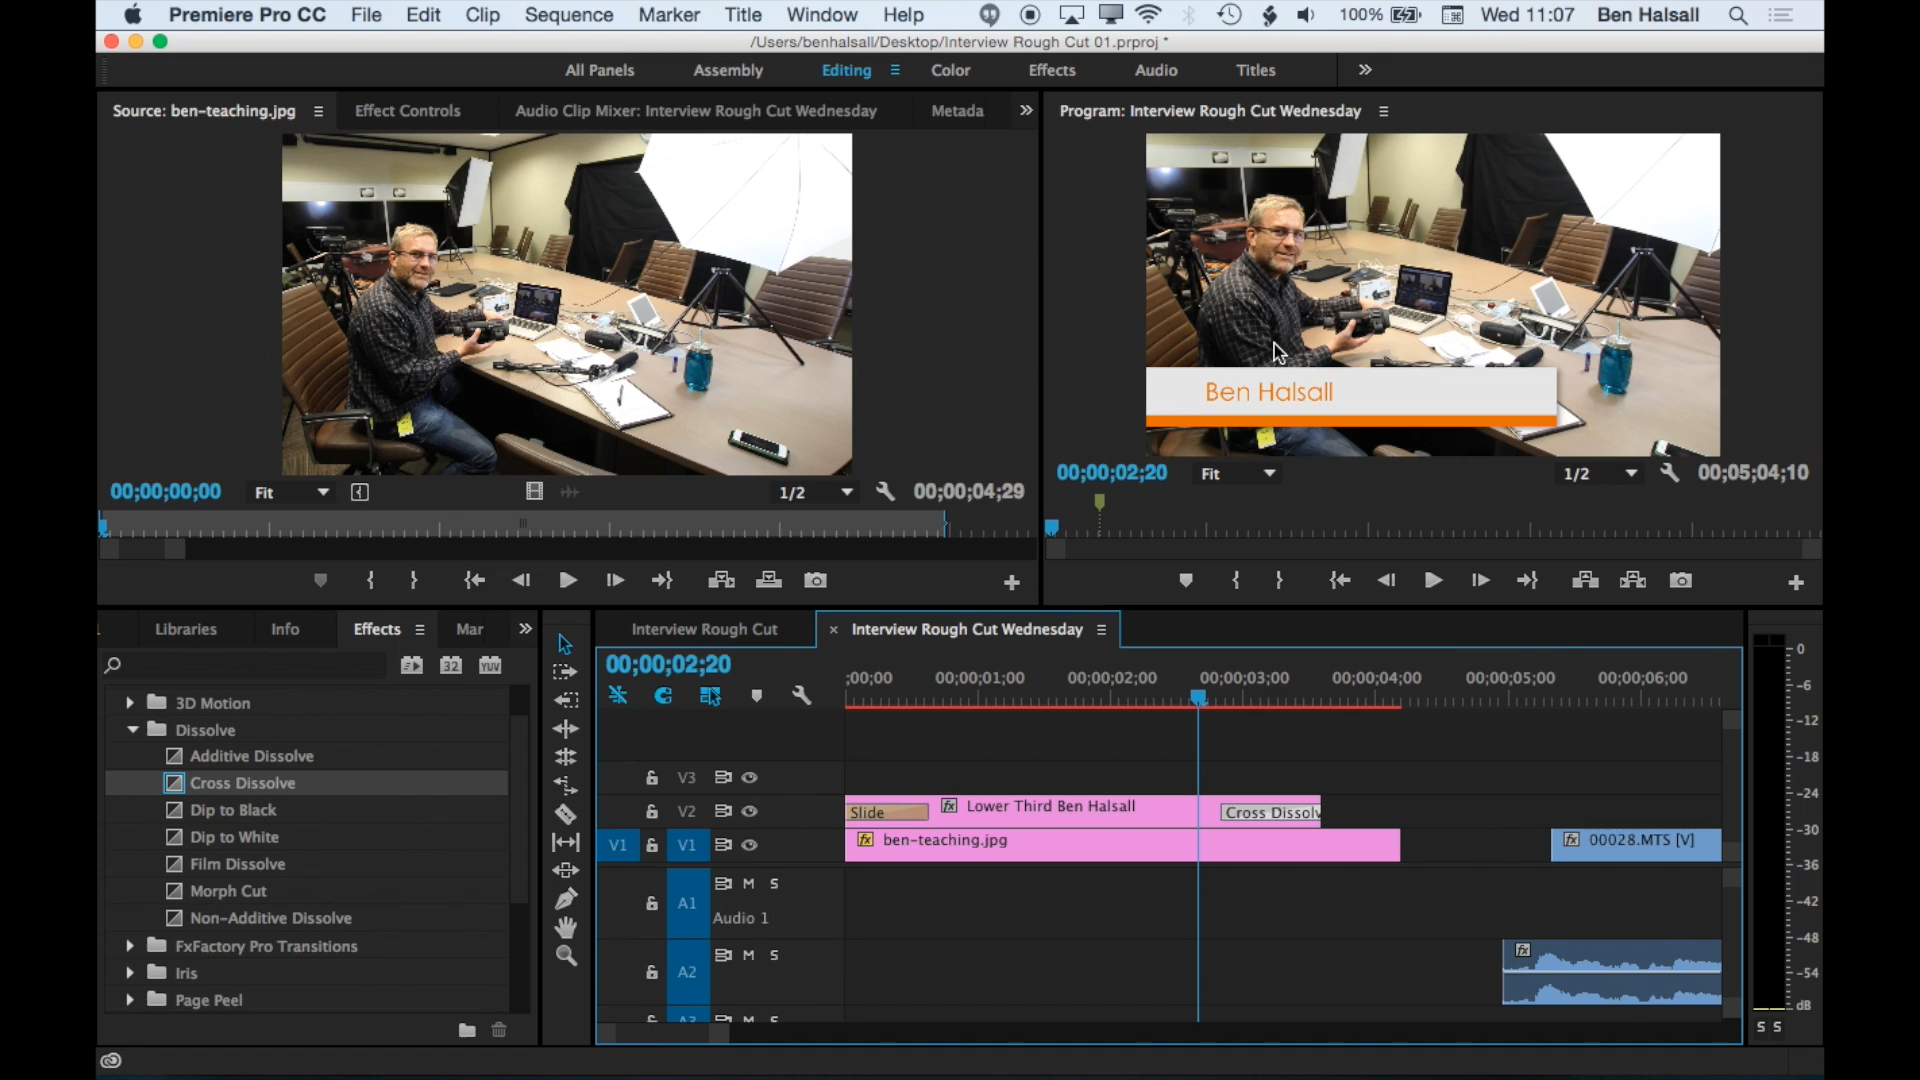 Premiere Pro CC File Edit Clip Sequence Marker Title Window Help 100% Wed 11:07 Ben Halsall
/Users/benhalsall/Desktop/Interview Rough Cut 01.prproj *
All Panels Assembly Editing Color Effects Audio Titles
Source: ben-teaching.jpg Effect Controls Audio Clip Mixer: Interview Rough Cut Wednesday Metada
Program: Interview Rough Cut Wednesday
Ben Halsall
00;00;00;00 Fit 1/2 00;00;04;29
00;00;02;20 Fit 1/2 00;05;04;10
Libraries Info Effects Mar
32 YUV
3D Motion
Dissolve
Additive Dissolve
Cross Dissolve
Dip to Black
Dip to White
Film Dissolve
Morph Cut
Non-Additive Dissolve
FxFactory Pro Transitions
Iris
Page Peel
Interview Rough Cut × Interview Rough Cut Wednesday
00;00;02;20
;00;00 00;00;01;00 00;00;02;00 00;00;03;00 00;00;04;00 00;00;05;00 00;00;06;00
V3
V2 Slide fx Lower Third Ben Halsall Cross Dissolv
V1 V1 fx ben-teaching.jpg fx 00028.MTS [V]
A1 M S
Audio 1
A2 M S fx
A3 M S
0
-6
-12
-18
-24
-30
-36
-42
-48
-54
dB
S S